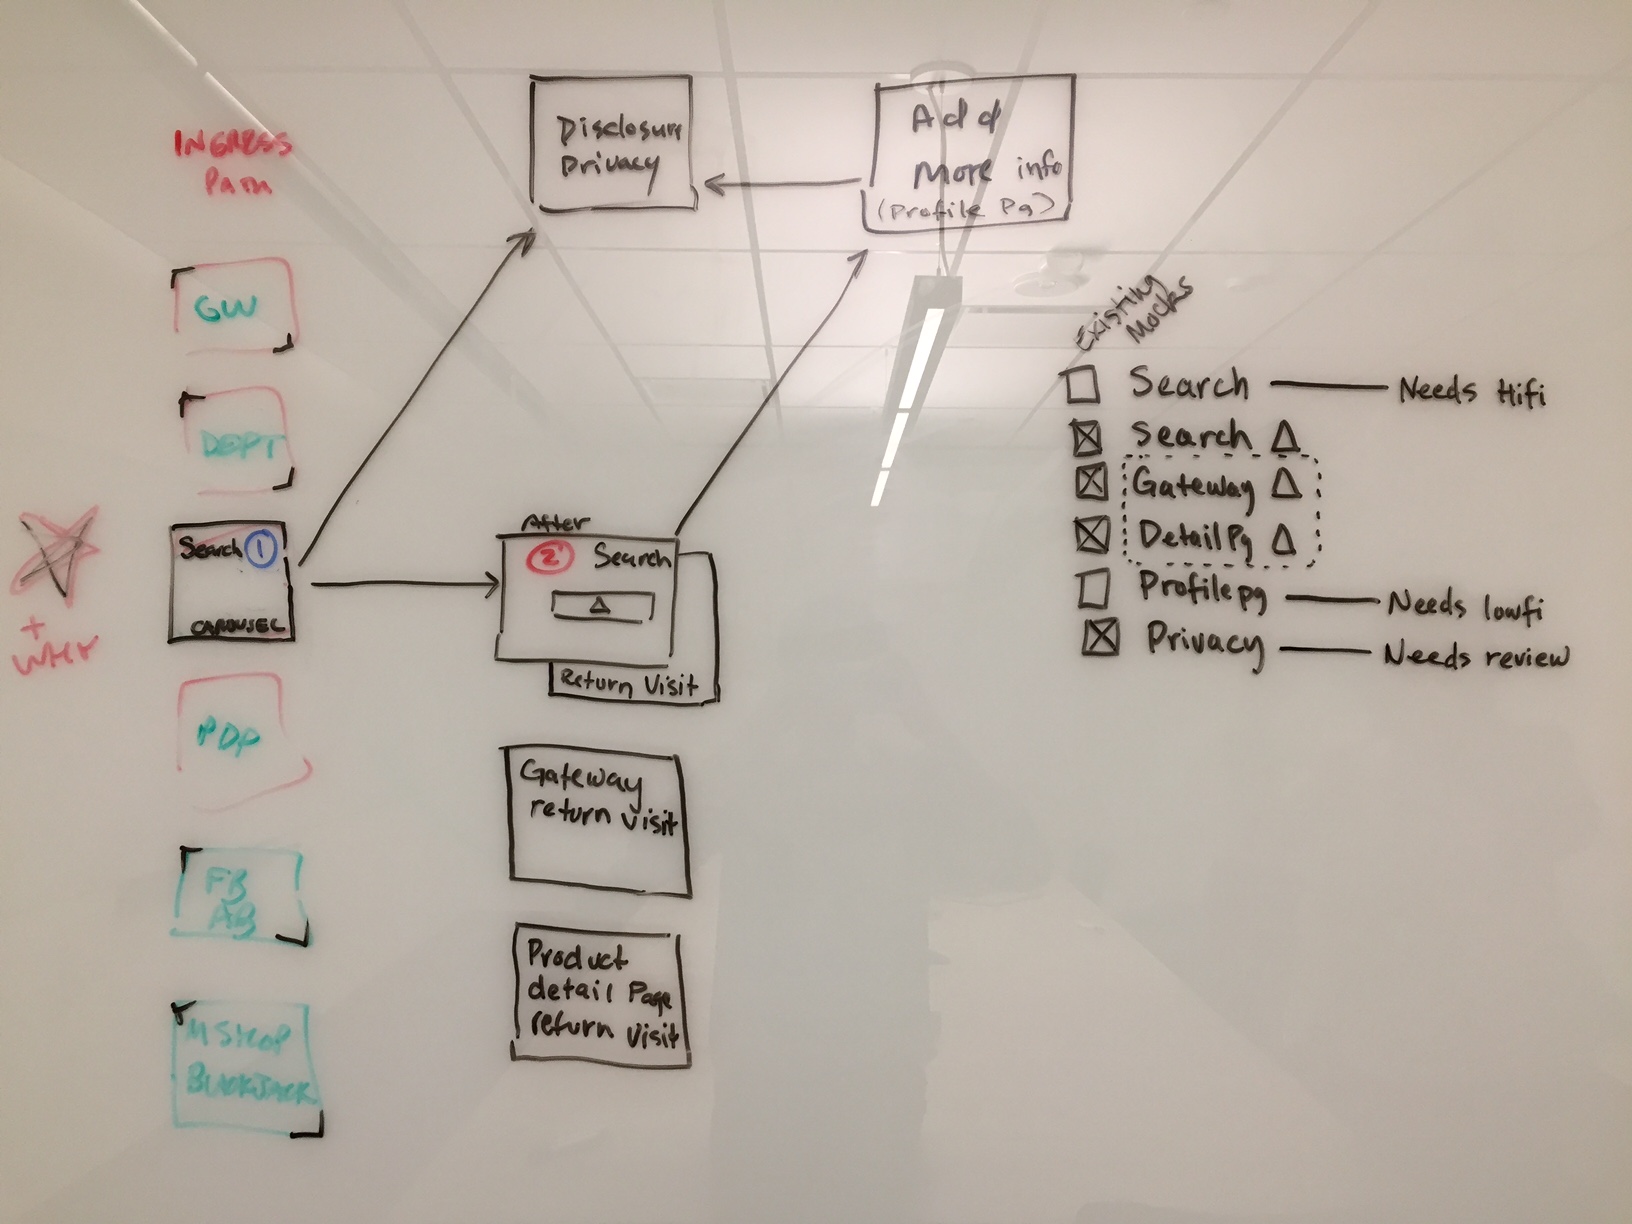 INGRESS
PATH
GW
DEPT
Search 1
CAROUSEL
+
WHY
PDP
FB
AB
MSHOP
BLACKJACK
Disclosure
Privacy
Add
More info
(Profile Pg)
After
2 Search
Δ
Return Visit
Gateway
return visit
Product
detail Page
return visit
Existing
Mocks
Search — Needs Hifi
Search Δ
Gateway Δ
Detail Pg Δ
Profile pg — Needs lowfi
Privacy — Needs review